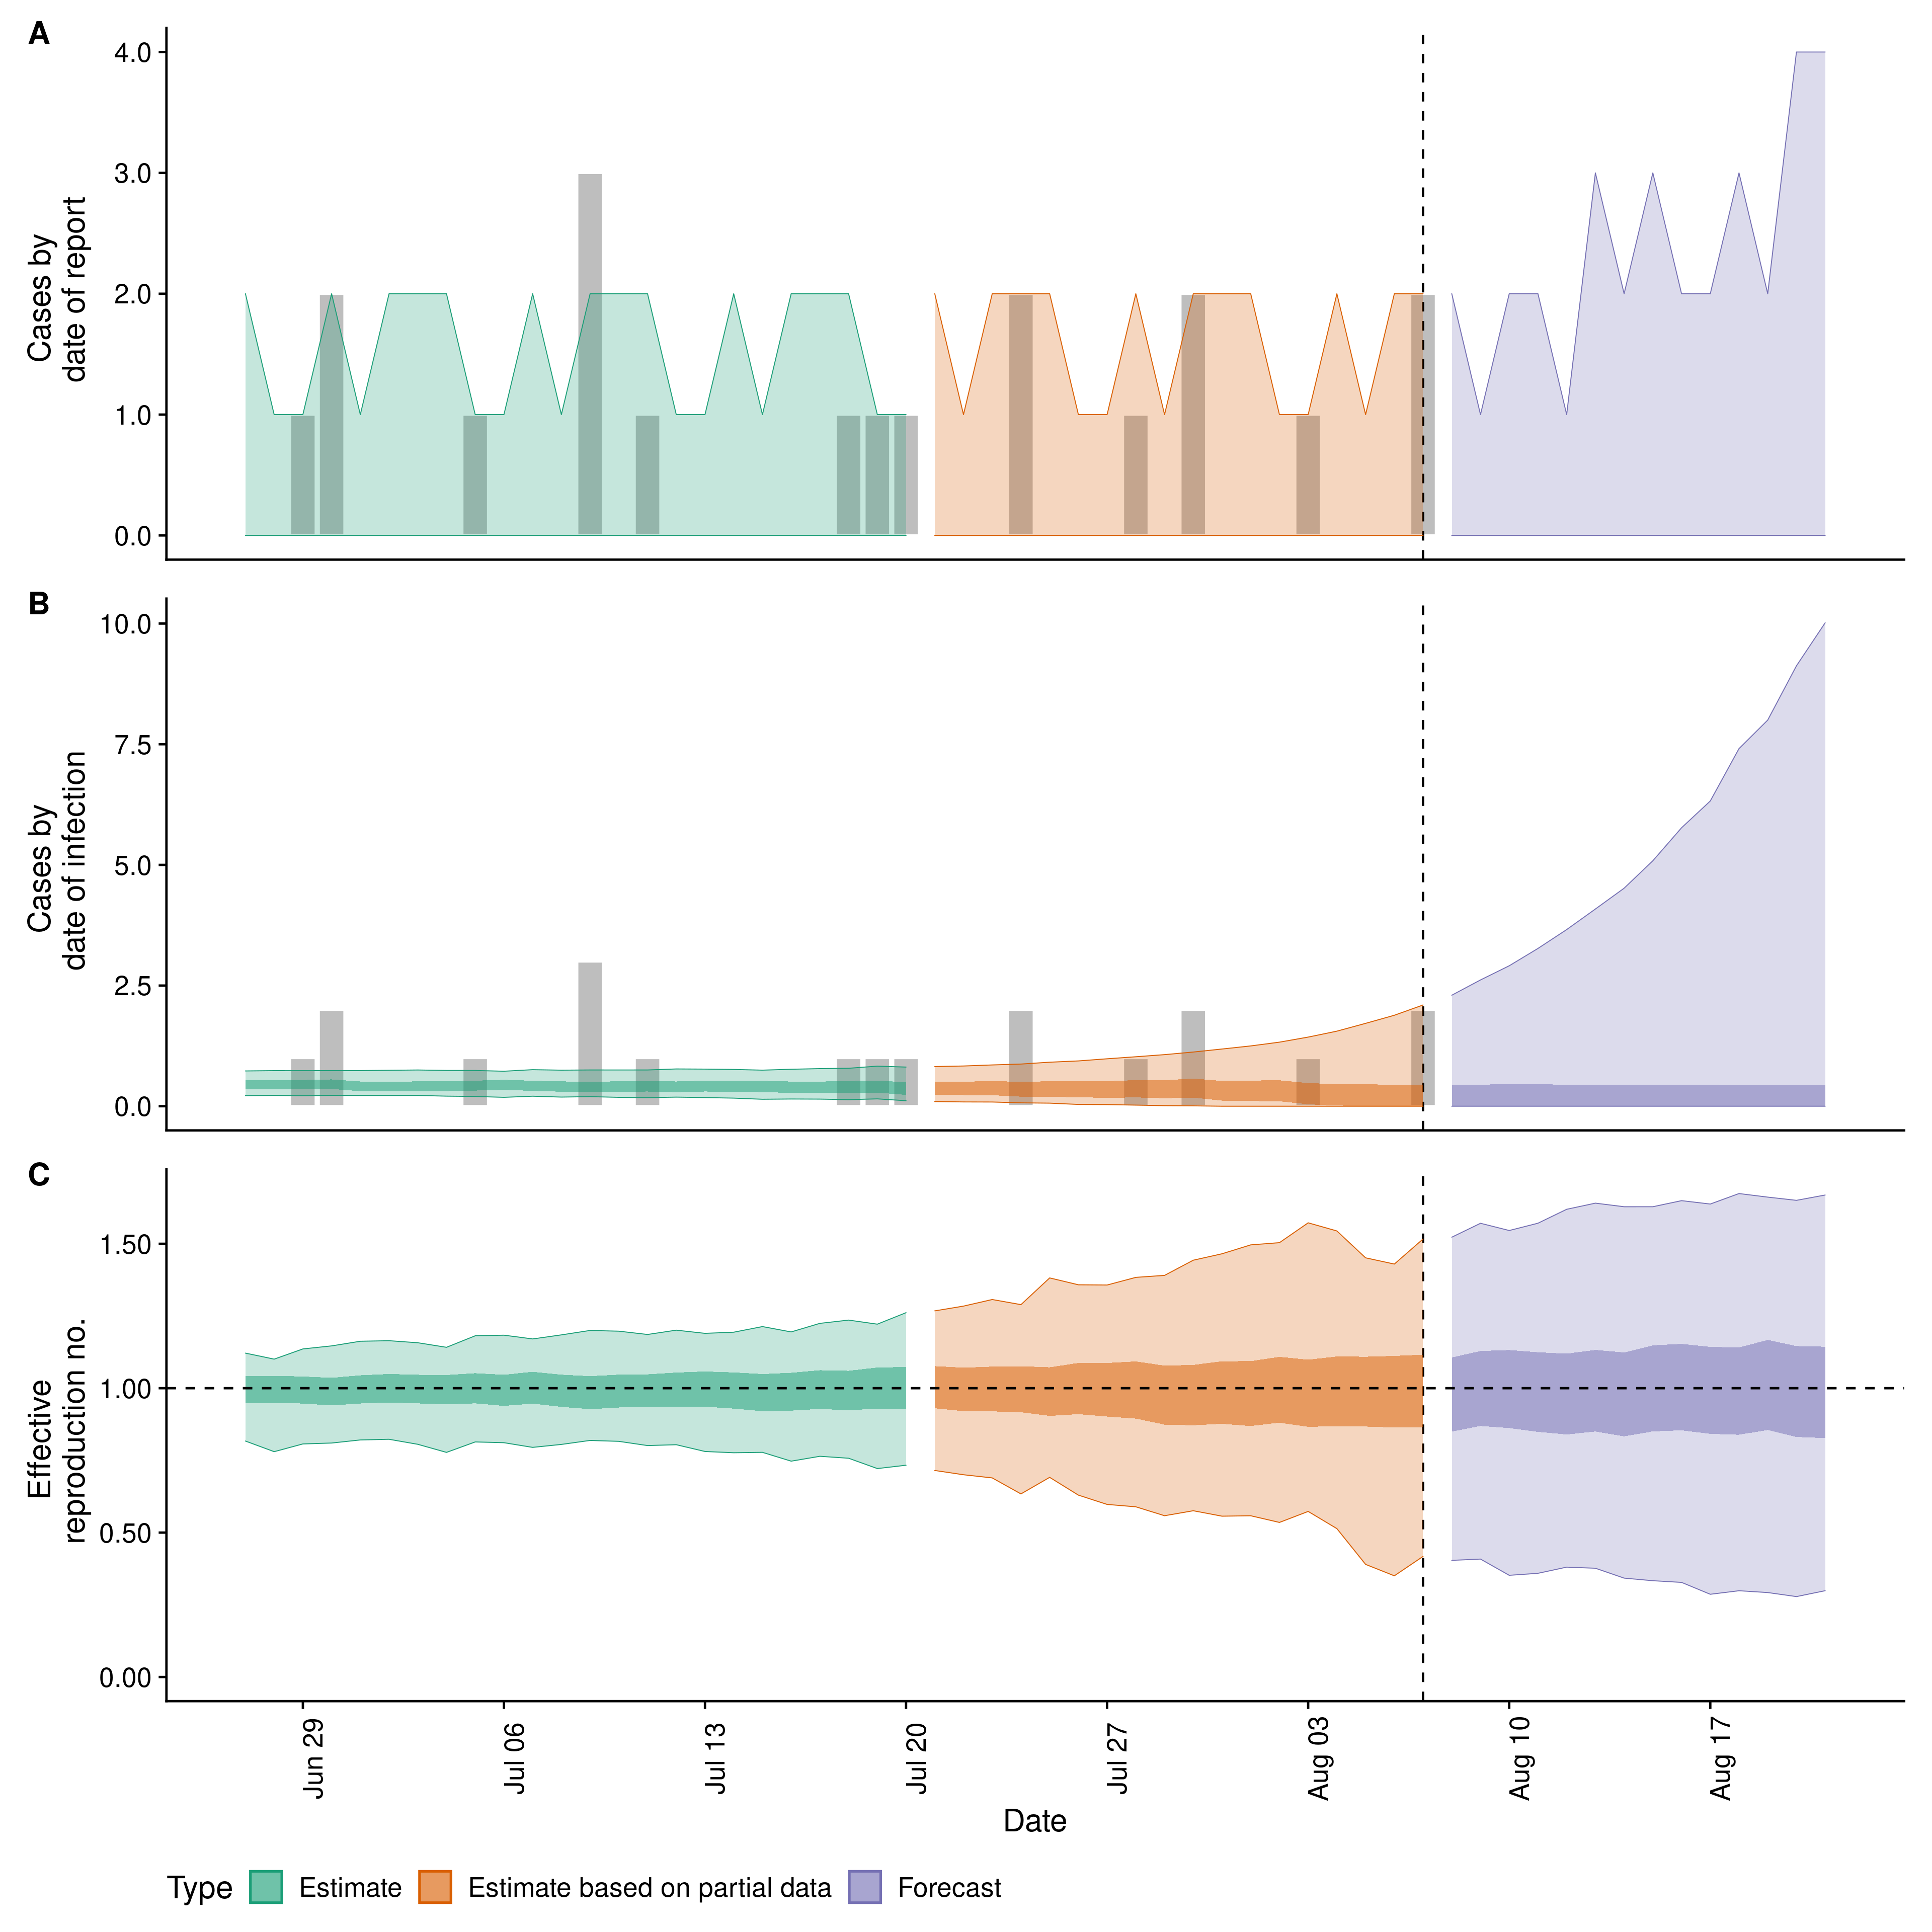 A
Cases by
date of report
4.0
3.0
2.0
1.0
0.0
B
Cases by
date of infection
10.0
7.5
5.0
2.5
0.0
C
Effective
reproduction no.
1.50
1.00
0.50
0.00
Jun 29
Jul 06
Jul 13
Jul 20
Jul 27
Aug 03
Aug 10
Aug 17
Date
Type Estimate Estimate based on partial data Forecast